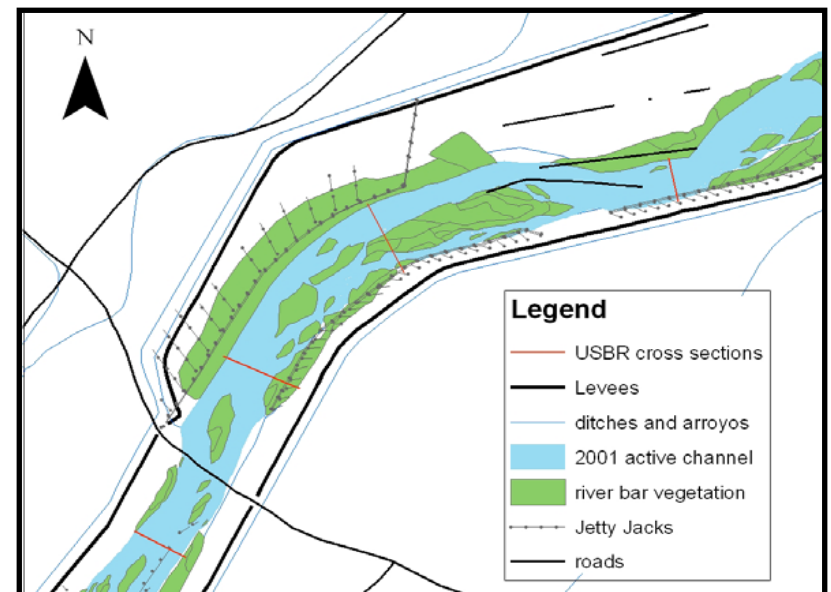 N
Legend
USBR cross sections
Levees
ditches and arroyos
2001 active channel
river bar vegetation
Jetty Jacks
roads